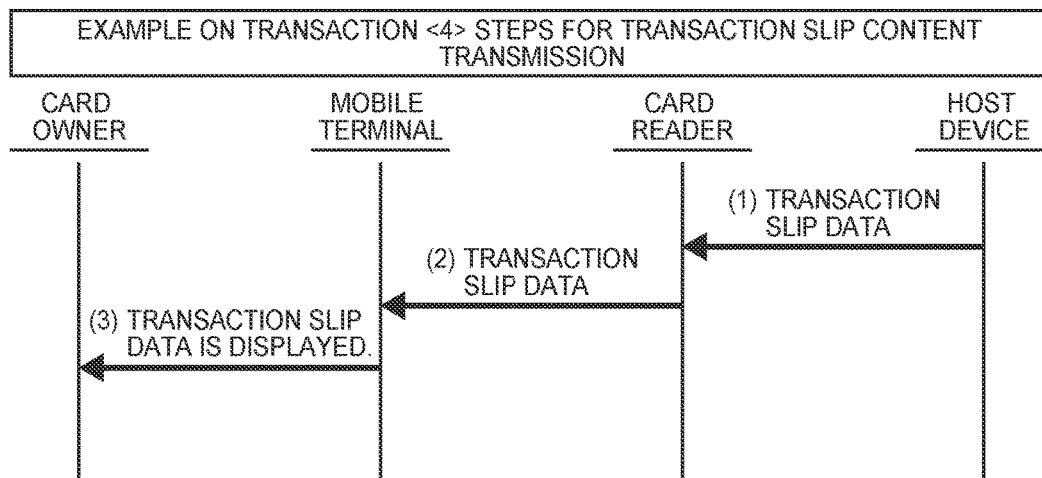 EXAMPLE ON TRANSACTION <4> STEPS FOR TRANSACTION SLIP CONTENT
TRANSMISSION
CARD
OWNER
MOBILE
TERMINAL
CARD
READER
HOST
DEVICE
(1) TRANSACTION
SLIP DATA
(2) TRANSACTION
SLIP DATA
(3) TRANSACTION SLIP
DATA IS DISPLAYED.